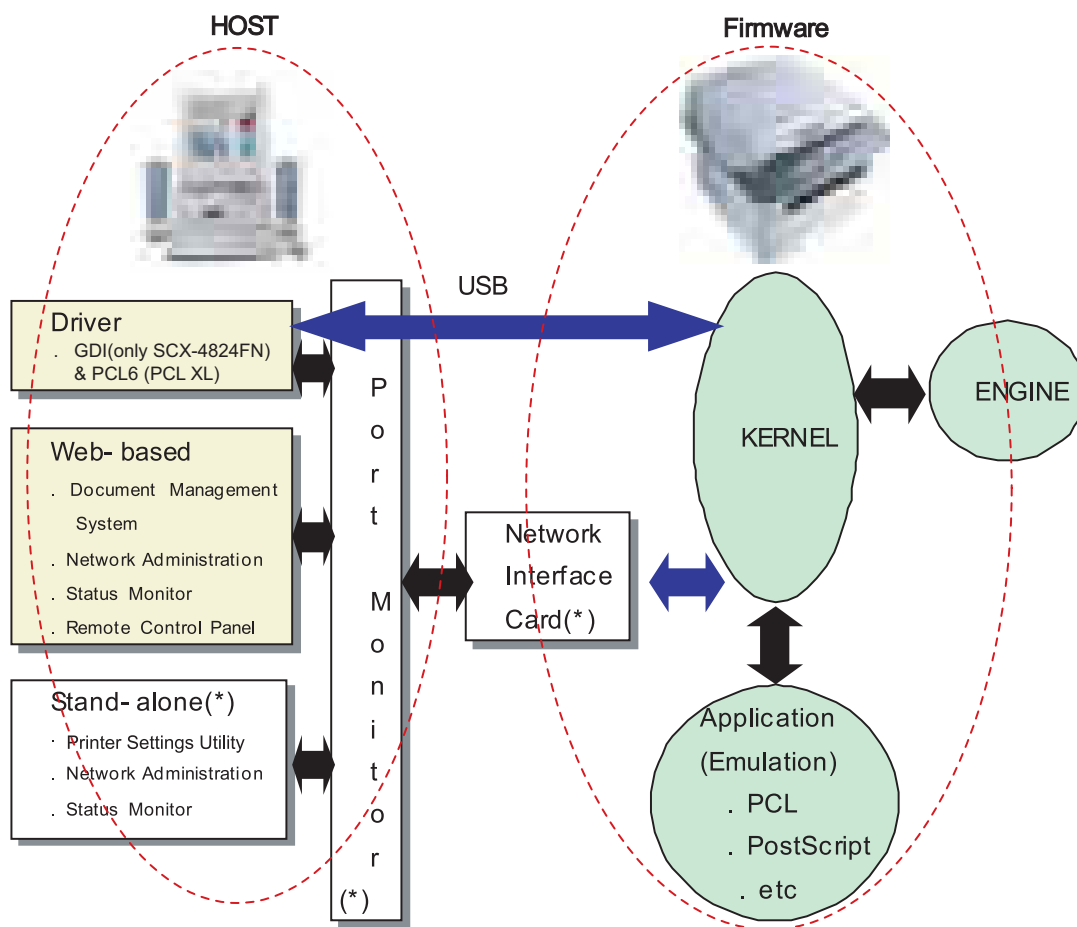 HOST
Firmware
USB
Driver
. GDI(only SCX-4824FN)
& PCL6 (PCL XL)
Web- based
. Document Management
System
. Network Administration
. Status Monitor
. Remote Control Panel
Stand- alone(*)
. Printer Settings Utility
. Network Administration
. Status Monitor
P
o
r
t
M
o
n
i
t
o
r
(*)
Network
Interface
Card(*)
KERNEL
ENGINE
Application
(Emulation)
. PCL
. PostScript
. etc